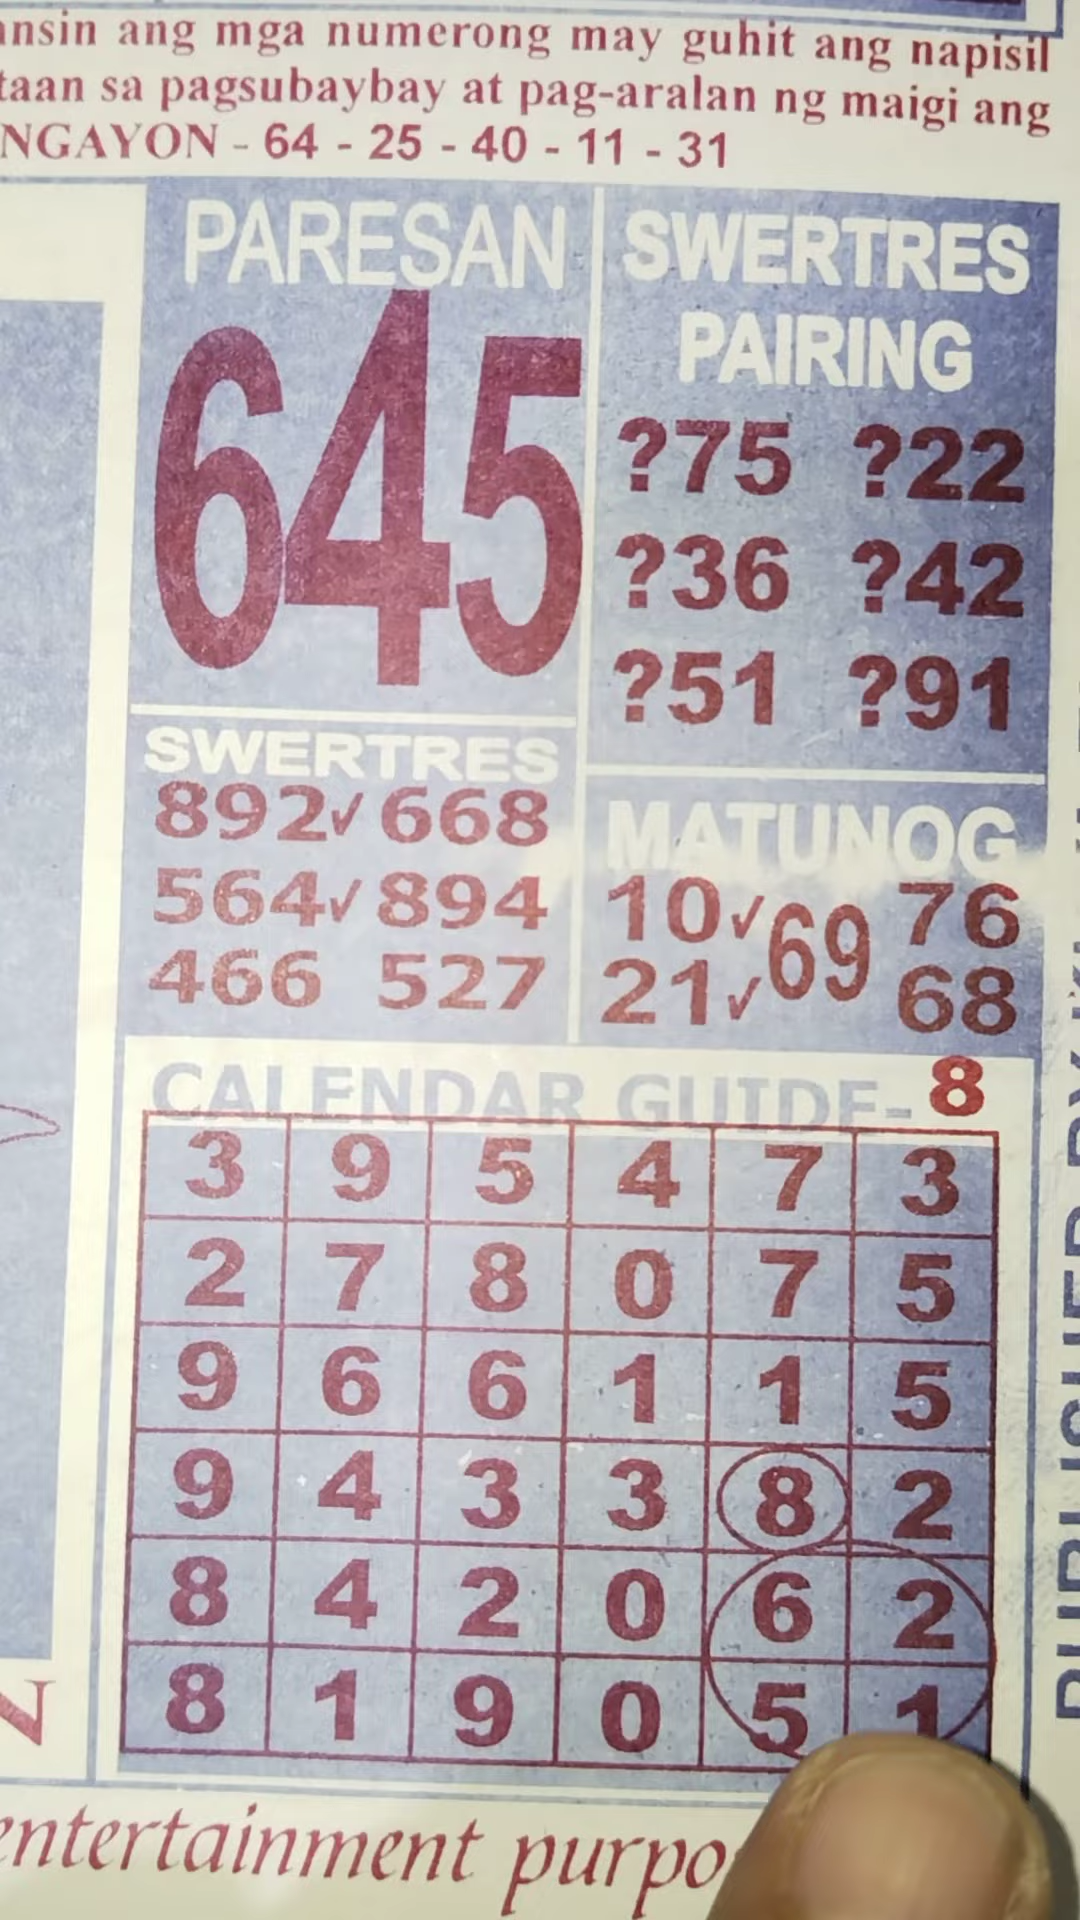 ansin ang mga numerong may guhit ang napisil
taan sa pagsubaybay at pag-aralan ng maigi ang
NGAYON - 64 - 25 - 40 - 11 - 31
PARESAN
645
SWERTRES
PAIRING
?75 ?22
?36 ?42
?51 ?91
SWERTRES
892✓ 668
564✓ 894
466 527
MATUNOG
10✓ 69 76
21✓ 68
CALENDAR GUIDE- 8
3 9 5 4 7 3
2 7 8 0 7 5
9 6 6 1 1 5
9 4 3 3 8 2
8 4 2 0 6 2
8 1 9 0 5 1
entertainment purpo
PUBLISHED BY